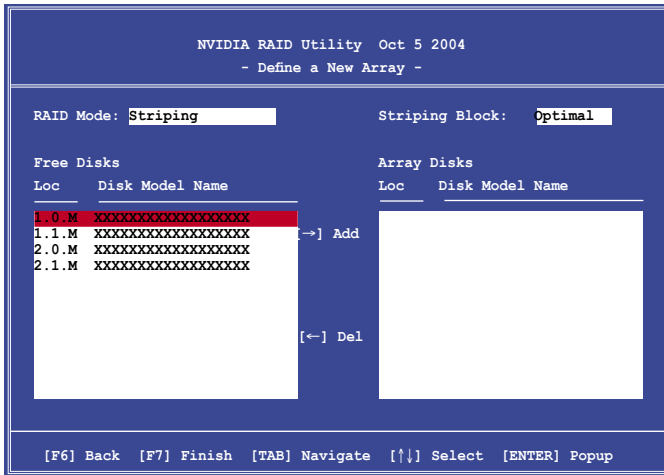 NVIDIA RAID Utility Oct 5 2004
- Define a New Array -
RAID Mode: Striping
Striping Block: Optimal
Free Disks
Loc Disk Model Name
1.0.M XXXXXXXXXXXXXXXXXX
1.1.M XXXXXXXXXXXXXXXXXX
2.0.M XXXXXXXXXXXXXXXXXX
2.1.M XXXXXXXXXXXXXXXXXX
[→] Add
[←] Del
Array Disks
Loc Disk Model Name
[F6] Back [F7] Finish [TAB] Navigate [↑↓] Select [ENTER] Popup